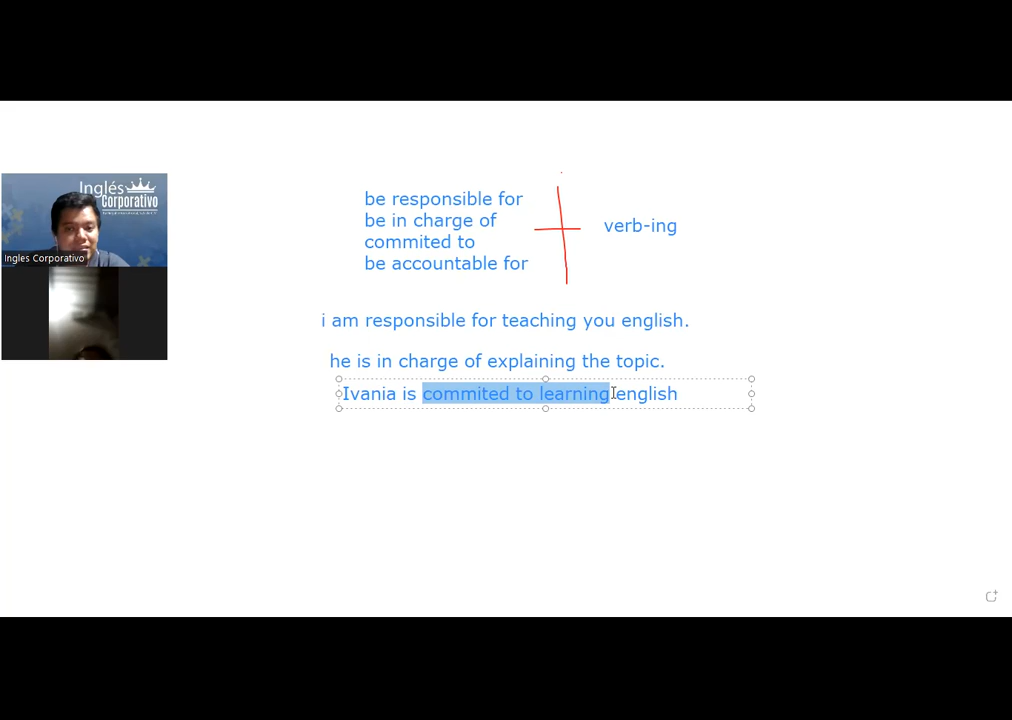 Inglés
Corporativo
Ingles Corporativo
be responsible for
be in charge of
commited to
be accountable for
verb-ing
i am responsible for teaching you english.
he is in charge of explaining the topic.
Ivania is commited to learning english